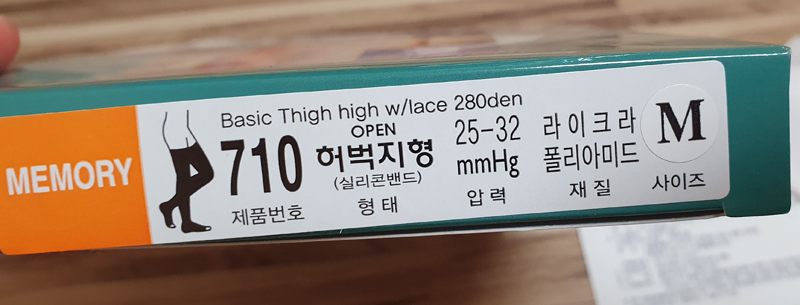 MEMORY
Basic Thigh high w/lace 280den
710
제품번호
OPEN
허벅지형
(실리콘밴드)
형태
25-32
mmHg
압력
라이크라
폴리아미드
재질
M
사이즈